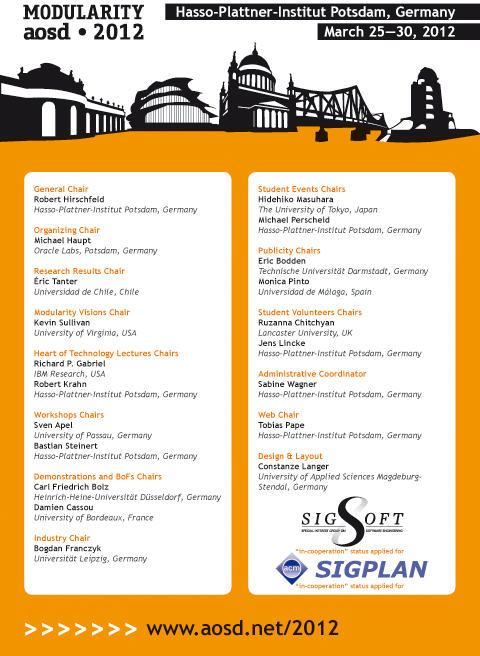 MODULARITY
aosd • 2012
Hasso-Plattner-Institut Potsdam, Germany
March 25—30, 2012
General Chair
Robert Hirschfeld
Hasso-Plattner-Institut Potsdam, Germany
Organizing Chair
Michael Haupt
Oracle Labs, Potsdam, Germany
Research Results Chair
Éric Tanter
Universidad de Chile, Chile
Modularity Visions Chair
Kevin Sullivan
University of Virginia, USA
Heart of Technology Lectures Chairs
Richard P. Gabriel
IBM Research, USA
Robert Krahn
Hasso-Plattner-Institut Potsdam, Germany
Workshops Chairs
Sven Apel
University of Passau, Germany
Bastian Steinert
Hasso-Plattner-Institut Potsdam, Germany
Demonstrations and BoFs Chairs
Carl Friedrich Bolz
Heinrich-Heine-Universität Düsseldorf, Germany
Damien Cassou
University of Bordeaux, France
Industry Chair
Bogdan Franczyk
Universität Leipzig, Germany
Student Events Chairs
Hidehiko Masuhara
The University of Tokyo, Japan
Michael Perscheid
Hasso-Plattner-Institut Potsdam, Germany
Publicity Chairs
Eric Bodden
Technische Universität Darmstadt, Germany
Monica Pinto
Universidad de Málaga, Spain
Student Volunteers Chairs
Ruzanna Chitchyan
Lancaster University, UK
Jens Lincke
Hasso-Plattner-Institut Potsdam, Germany
Administrative Coordinator
Sabine Wagner
Hasso-Plattner-Institut Potsdam, Germany
Web Chair
Tobias Pape
Hasso-Plattner-Institut Potsdam, Germany
Design & Layout
Constanze Langer
University of Applied Sciences Magdeburg-
Stendal, Germany
SIGSOFT
SPECIAL INTEREST GROUP ON SOFTWARE ENGINEERING
"in-cooperation" status applied for
acm SIGPLAN
"in-cooperation" status applied for
> > > > > > > www.aosd.net/2012